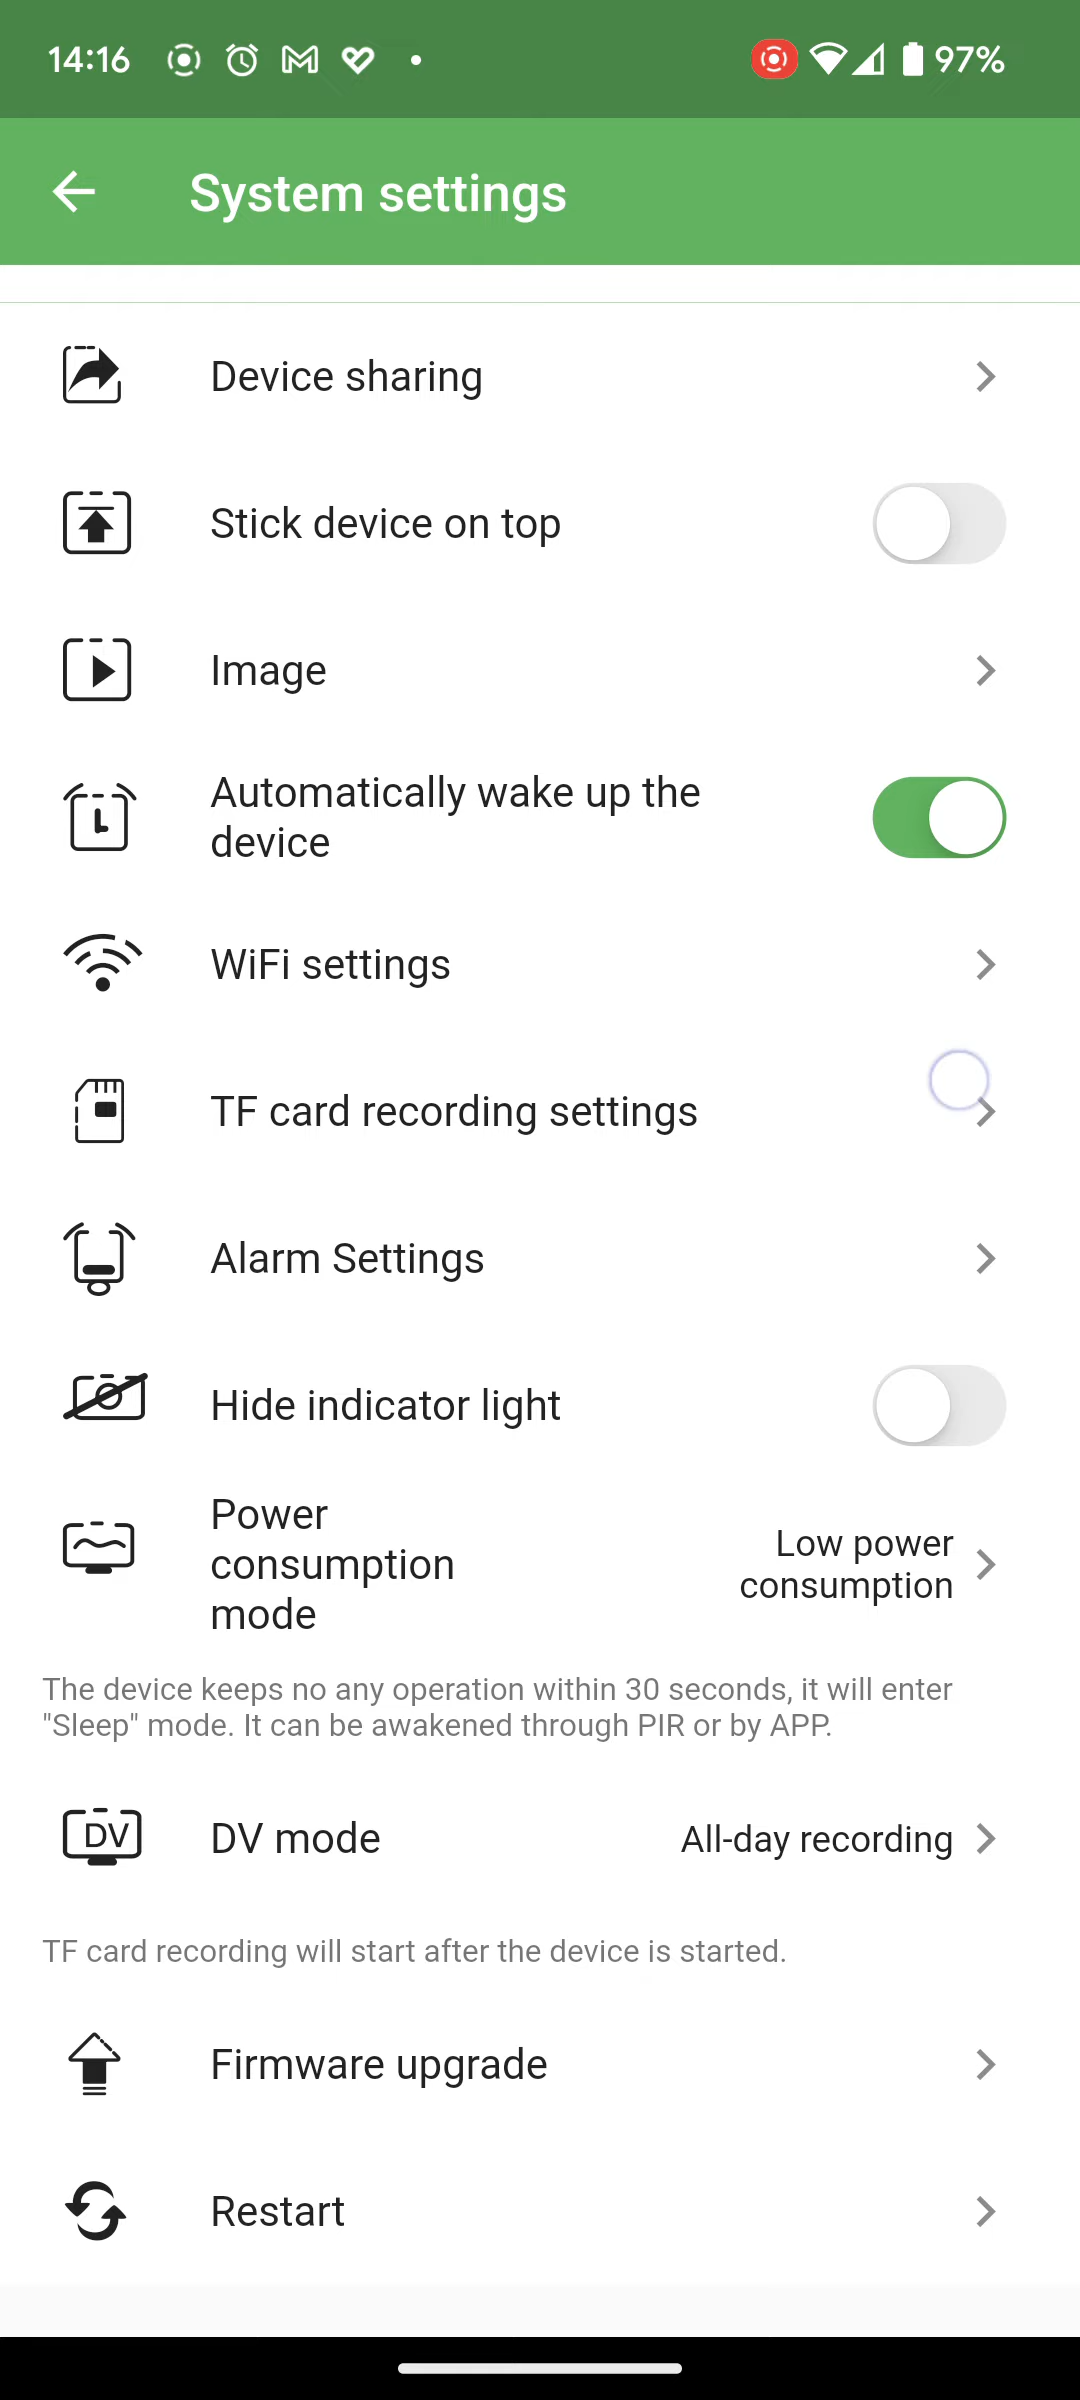 14:16
97%
System settings
Device sharing
Stick device on top
Image
Automatically wake up the
device
WiFi settings
TF card recording settings
Alarm Settings
Hide indicator light
Power
consumption
mode
Low power
consumption
The device keeps no any operation within 30 seconds, it will enter
"Sleep" mode. It can be awakened through PIR or by APP.
DV
DV mode
All-day recording
TF card recording will start after the device is started.
Firmware upgrade
Restart